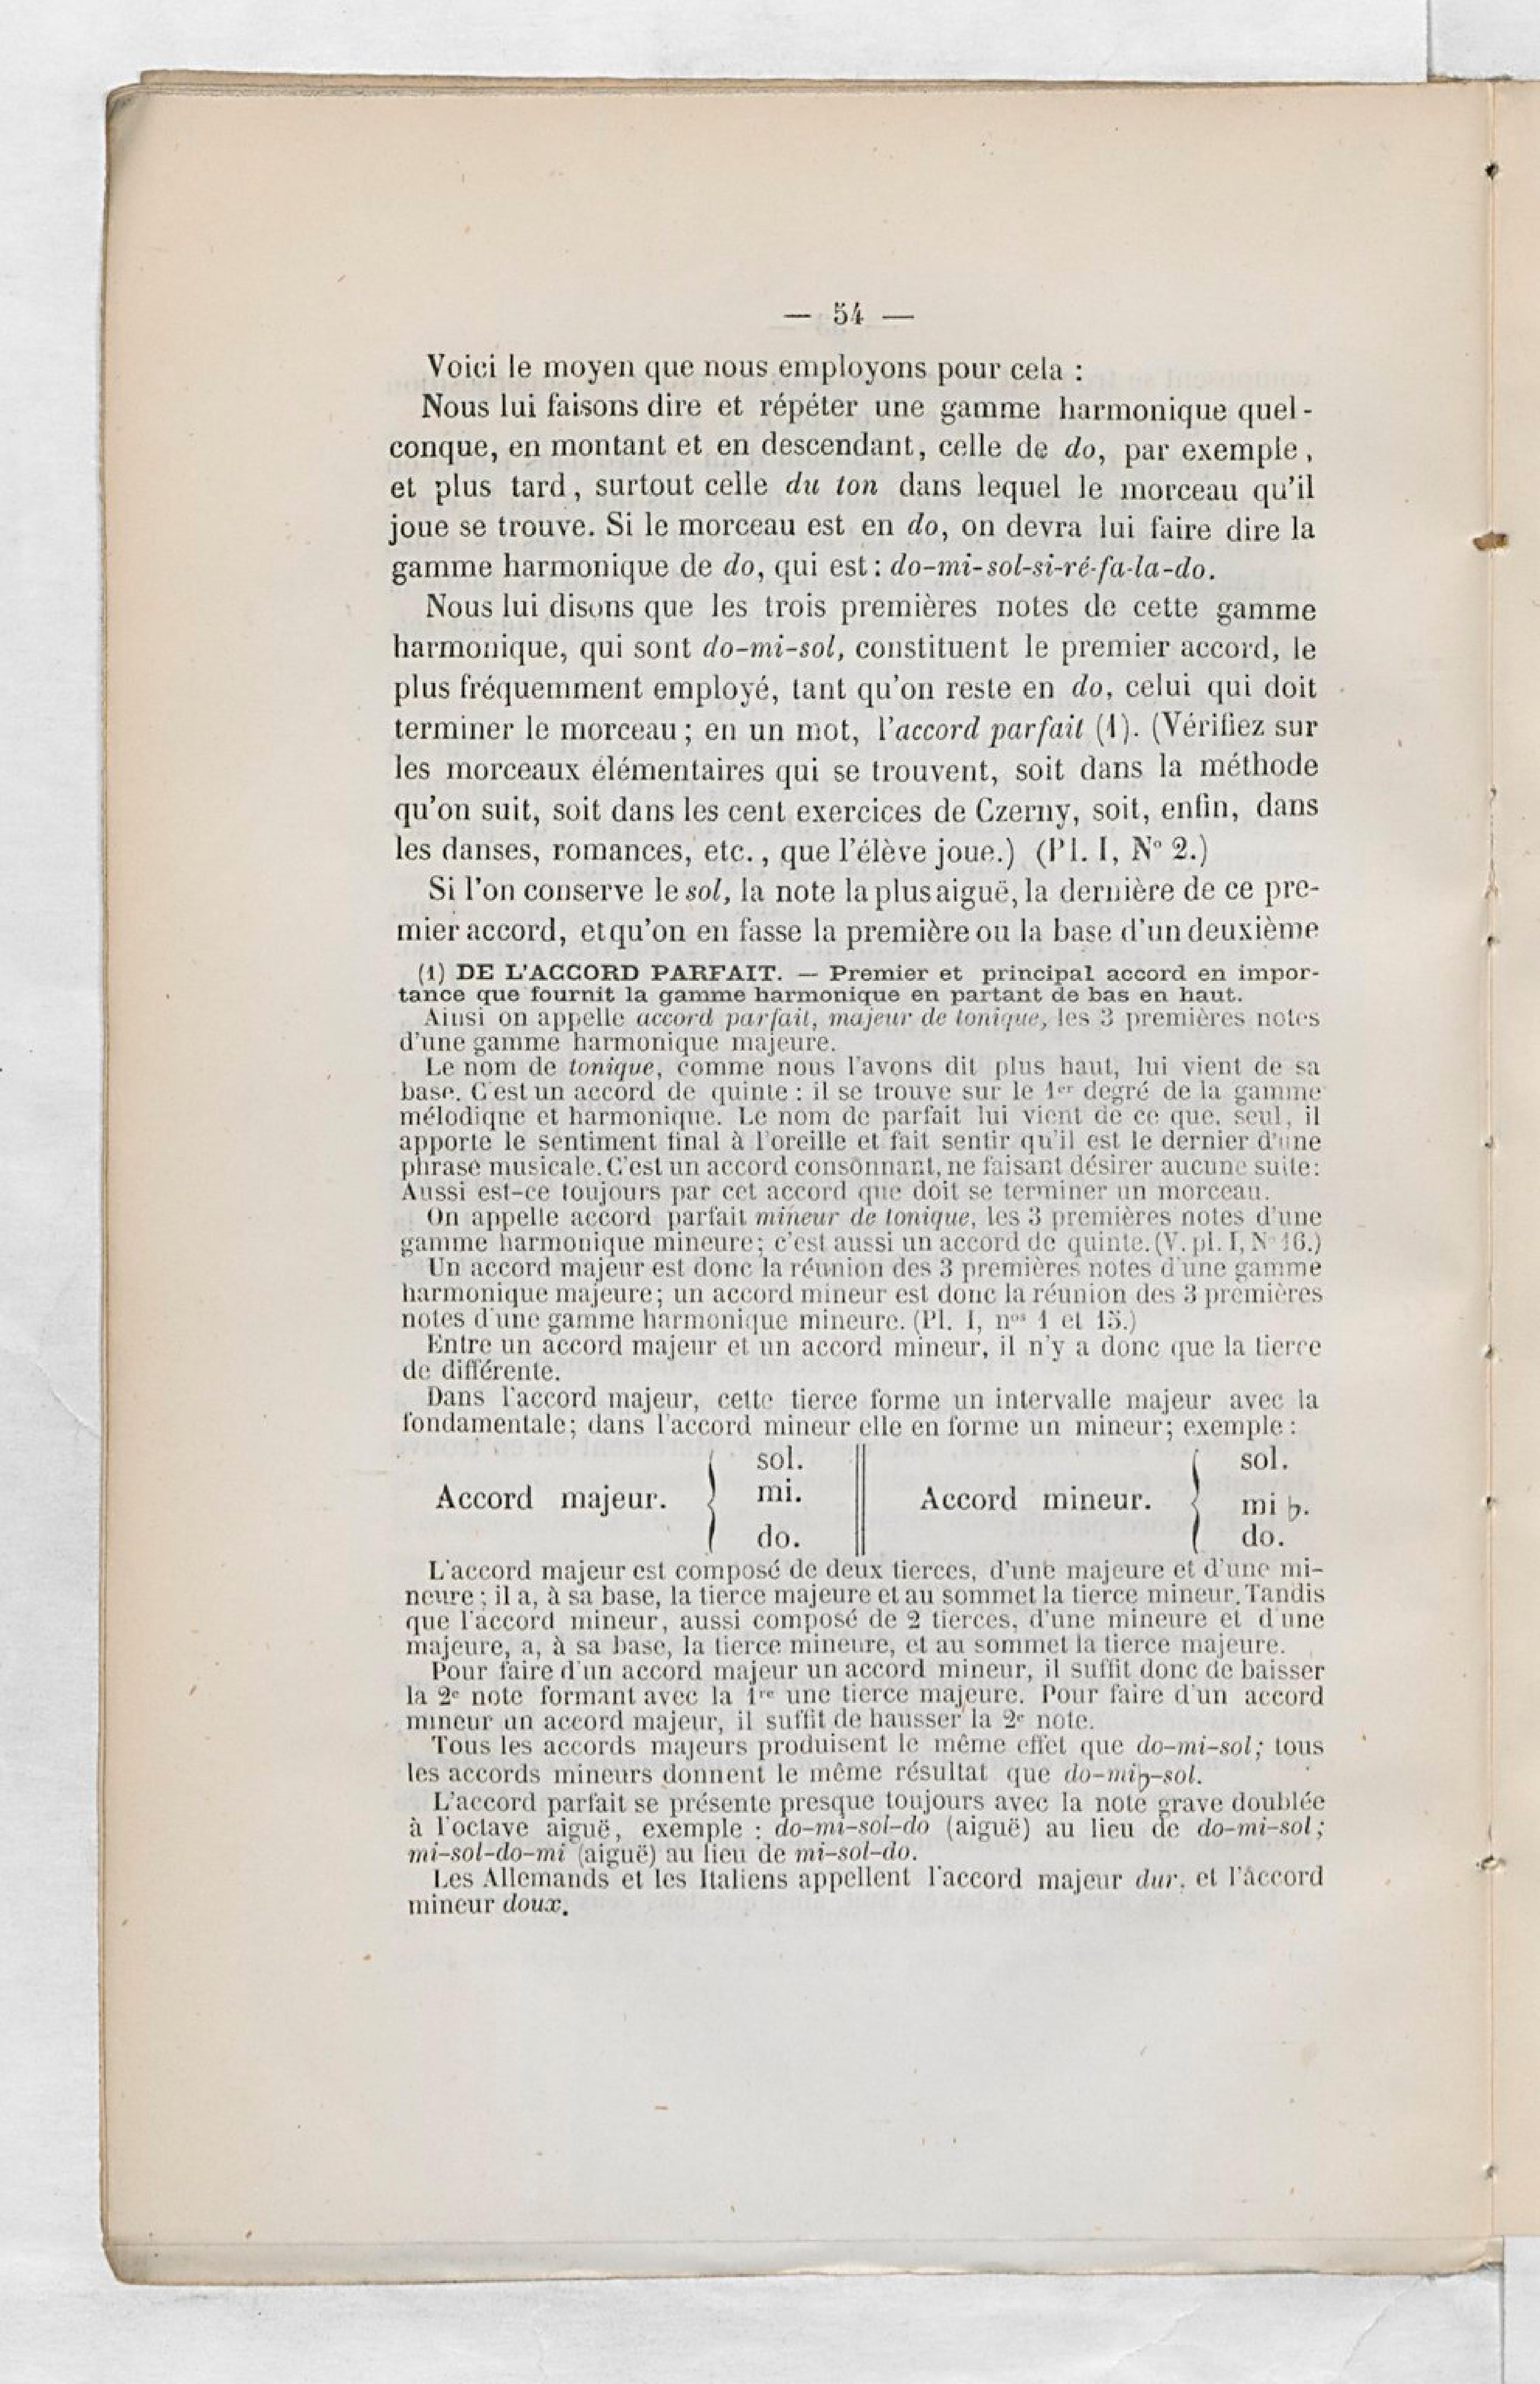 — 54 —
Voici le moyen que nous employons pour cela :
Nous lui faisons dire et répéter une gamme harmonique quel-
conque, en montant et en descendant, celle de do, par exemple,
et plus tard, surtout celle du ton dans lequel le morceau qu'il
joue se trouve. Si le morceau est en do, on devra lui faire dire la
gamme harmonique de do, qui est : do-mi-sol-si-ré-fa-la-do.
Nous lui disons que les trois premières notes de cette gamme
harmonique, qui sont do-mi-sol, constituent le premier accord, le
plus fréquemment employé, tant qu'on reste en do, celui qui doit
terminer le morceau ; en un mot, l'accord parfait (1). (Vérifiez sur
les morceaux élémentaires qui se trouvent, soit dans la méthode
qu'on suit, soit dans les cent exercices de Czerny, soit, enfin, dans
les danses, romances, etc., que l'élève joue.) (Pl. I, N° 2.)
Si l'on conserve le sol, la note la plus aiguë, la dernière de ce pre-
mier accord, et qu'on en fasse la première ou la base d'un deuxième
(1) DE L'ACCORD PARFAIT. — Premier et principal accord en impor-
tance que fournit la gamme harmonique en partant de bas en haut.
Ainsi on appelle accord parfait, majeur de tonique, les 3 premières notes
d'une gamme harmonique majeure.
Le nom de tonique, comme nous l'avons dit plus haut, lui vient de sa
base. C'est un accord de quinte : il se trouve sur le 1er degré de la gamme
mélodique et harmonique. Le nom de parfait lui vient de ce que, seul, il
apporte le sentiment final à l'oreille et fait sentir qu'il est le dernier d'une
phrase musicale. C'est un accord consonnant, ne faisant désirer aucune suite :
Aussi est-ce toujours par cet accord que doit se terminer un morceau.
On appelle accord parfait mineur de tonique, les 3 premières notes d'une
gamme harmonique mineure ; c'est aussi un accord de quinte. (V. pl. I, N° 16.)
Un accord majeur est donc la réunion des 3 premières notes d'une gamme
harmonique majeure ; un accord mineur est donc la réunion des 3 premières
notes d'une gamme harmonique mineure. (Pl. I, nos 1 et 15.)
Entre un accord majeur et un accord mineur, il n'y a donc que la tierce
de différente.
Dans l'accord majeur, cette tierce forme un intervalle majeur avec la
fondamentale ; dans l'accord mineur elle en forme un mineur ; exemple :
sol. sol.
Accord majeur. mi. Accord mineur. mi ♭.
do. do.
L'accord majeur est composé de deux tierces, d'une majeure et d'une mi-
neure ; il a, à sa base, la tierce majeure et au sommet la tierce mineur. Tandis
que l'accord mineur, aussi composé de 2 tierces, d'une mineure et d'une
majeure, a, à sa base, la tierce mineure, et au sommet la tierce majeure.
Pour faire d'un accord majeur un accord mineur, il suffit donc de baisser
la 2e note formant avec la 1re une tierce majeure. Pour faire d'un accord
mineur un accord majeur, il suffit de hausser la 2e note.
Tous les accords majeurs produisent le même effet que do-mi-sol ; tous
les accords mineurs donnent le même résultat que do-mi♭-sol.
L'accord parfait se présente presque toujours avec la note grave doublée
à l'octave aiguë, exemple : do-mi-sol-do (aiguë) au lieu de do-mi-sol ;
mi-sol-do-mi (aiguë) au lieu de mi-sol-do.
Les Allemands et les Italiens appellent l'accord majeur dur, et l'accord
mineur doux.